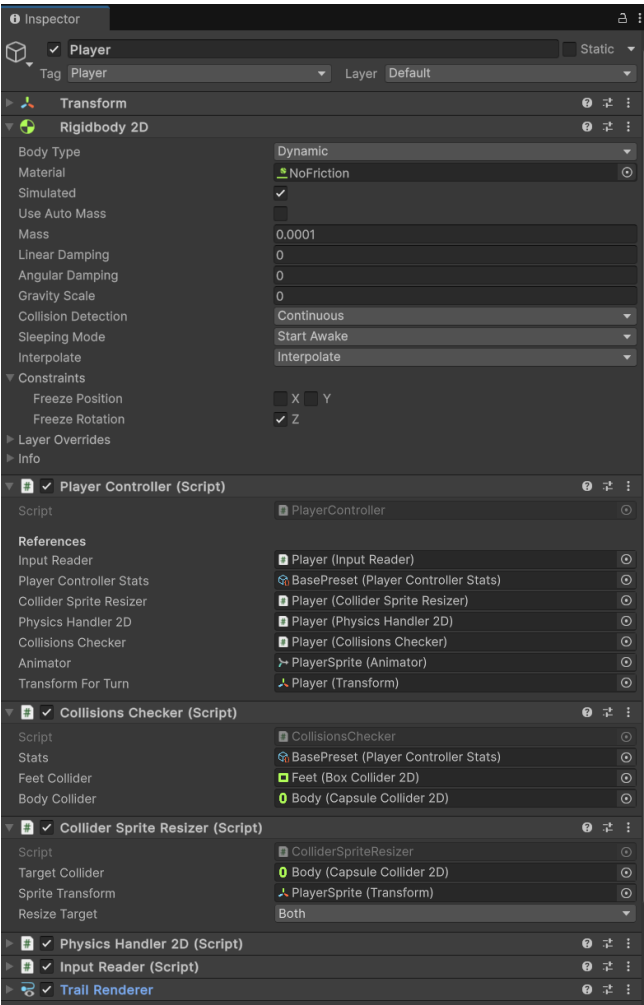 Inspector
Player Static
Tag Player Layer Default
Transform
Rigidbody 2D
Body Type Dynamic
Material NoFriction
Simulated
Use Auto Mass
Mass 0.0001
Linear Damping 0
Angular Damping 0
Gravity Scale 0
Collision Detection Continuous
Sleeping Mode Start Awake
Interpolate Interpolate
Constraints
Freeze Position X Y
Freeze Rotation Z
Layer Overrides
Info
Player Controller (Script)
Script PlayerController
References
Input Reader Player (Input Reader)
Player Controller Stats BasePreset (Player Controller Stats)
Collider Sprite Resizer Player (Collider Sprite Resizer)
Physics Handler 2D Player (Physics Handler 2D)
Collisions Checker Player (Collisions Checker)
Animator PlayerSprite (Animator)
Transform For Turn Player (Transform)
Collisions Checker (Script)
Script CollisionsChecker
Stats BasePreset (Player Controller Stats)
Feet Collider Feet (Box Collider 2D)
Body Collider Body (Capsule Collider 2D)
Collider Sprite Resizer (Script)
Script ColliderSpriteResizer
Target Collider Body (Capsule Collider 2D)
Sprite Transform PlayerSprite (Transform)
Resize Target Both
Physics Handler 2D (Script)
Input Reader (Script)
Trail Renderer